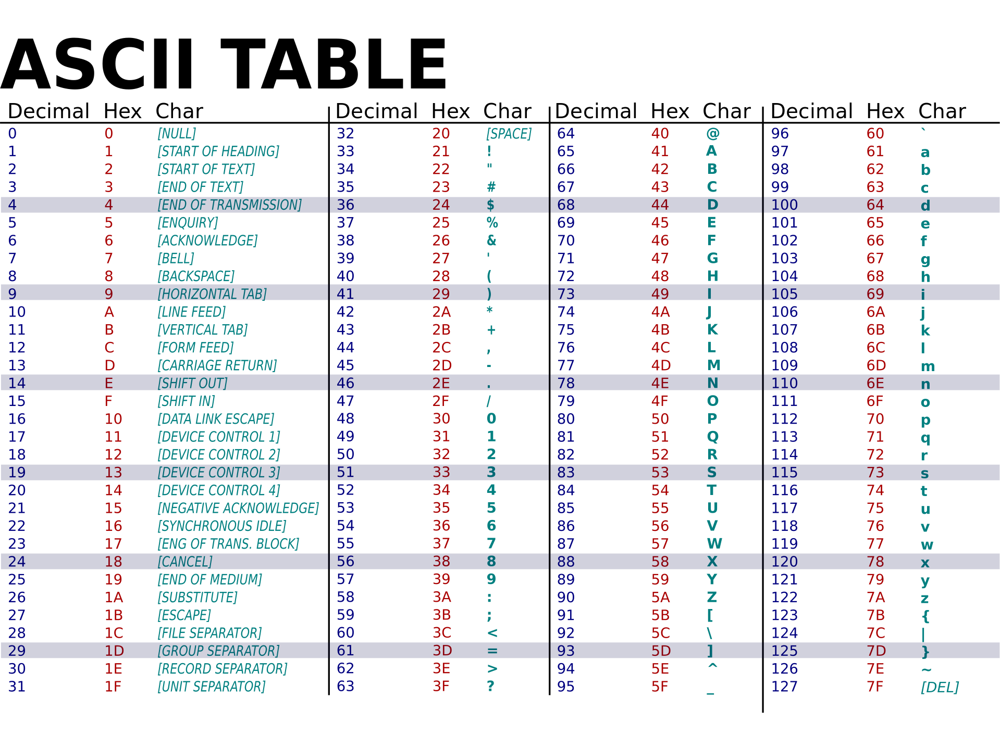 ASCII TABLE
Decimal Hex Char Decimal Hex Char Decimal Hex Char Decimal Hex Char
0 0 [NULL] 32 20 [SPACE] 64 40 @ 96 60 `
1 1 [START OF HEADING] 33 21 ! 65 41 A 97 61 a
2 2 [START OF TEXT] 34 22 " 66 42 B 98 62 b
3 3 [END OF TEXT] 35 23 # 67 43 C 99 63 c
4 4 [END OF TRANSMISSION] 36 24 $ 68 44 D 100 64 d
5 5 [ENQUIRY] 37 25 % 69 45 E 101 65 e
6 6 [ACKNOWLEDGE] 38 26 & 70 46 F 102 66 f
7 7 [BELL] 39 27 ' 71 47 G 103 67 g
8 8 [BACKSPACE] 40 28 ( 72 48 H 104 68 h
9 9 [HORIZONTAL TAB] 41 29 ) 73 49 I 105 69 i
10 A [LINE FEED] 42 2A * 74 4A J 106 6A j
11 B [VERTICAL TAB] 43 2B + 75 4B K 107 6B k
12 C [FORM FEED] 44 2C , 76 4C L 108 6C l
13 D [CARRIAGE RETURN] 45 2D - 77 4D M 109 6D m
14 E [SHIFT OUT] 46 2E . 78 4E N 110 6E n
15 F [SHIFT IN] 47 2F / 79 4F O 111 6F o
16 10 [DATA LINK ESCAPE] 48 30 0 80 50 P 112 70 p
17 11 [DEVICE CONTROL 1] 49 31 1 81 51 Q 113 71 q
18 12 [DEVICE CONTROL 2] 50 32 2 82 52 R 114 72 r
19 13 [DEVICE CONTROL 3] 51 33 3 83 53 S 115 73 s
20 14 [DEVICE CONTROL 4] 52 34 4 84 54 T 116 74 t
21 15 [NEGATIVE ACKNOWLEDGE] 53 35 5 85 55 U 117 75 u
22 16 [SYNCHRONOUS IDLE] 54 36 6 86 56 V 118 76 v
23 17 [ENG OF TRANS. BLOCK] 55 37 7 87 57 W 119 77 w
24 18 [CANCEL] 56 38 8 88 58 X 120 78 x
25 19 [END OF MEDIUM] 57 39 9 89 59 Y 121 79 y
26 1A [SUBSTITUTE] 58 3A : 90 5A Z 122 7A z
27 1B [ESCAPE] 59 3B ; 91 5B [ 123 7B {
28 1C [FILE SEPARATOR] 60 3C < 92 5C \ 124 7C |
29 1D [GROUP SEPARATOR] 61 3D = 93 5D ] 125 7D }
30 1E [RECORD SEPARATOR] 62 3E > 94 5E ^ 126 7E ~
31 1F [UNIT SEPARATOR] 63 3F ? 95 5F _ 127 7F [DEL]